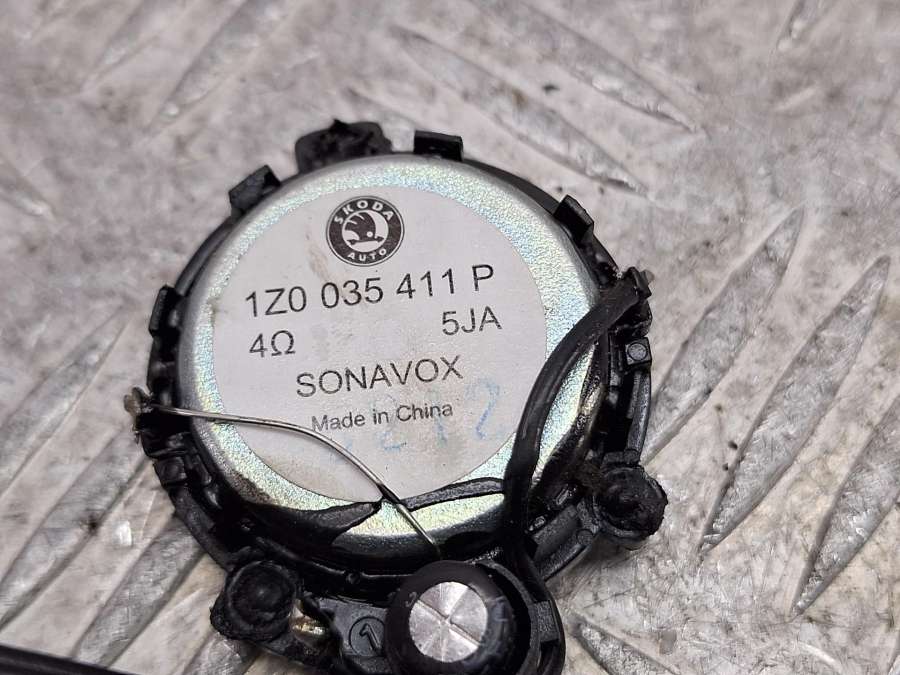 SKODA
AUTO
1Z0 035 411 P
4Ω 5JA
SONAVOX
Made in China